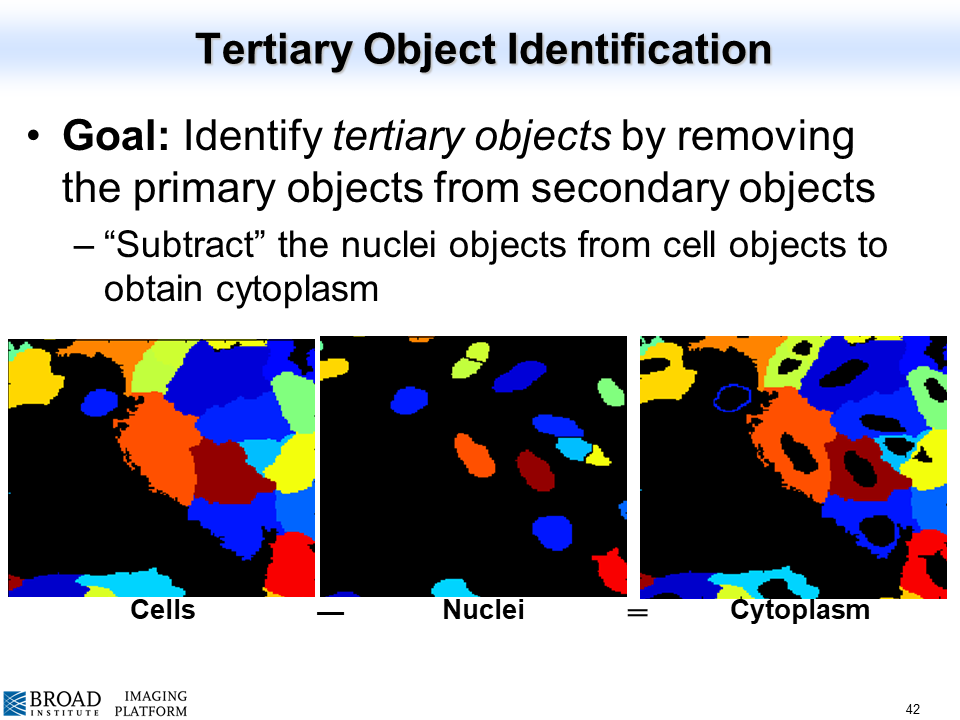 Tertiary Object Identification
• Goal: Identify tertiary objects by removing
the primary objects from secondary objects
– “Subtract” the nuclei objects from cell objects to
obtain cytoplasm
Cells — Nuclei = Cytoplasm
BROAD
INSTITUTE
IMAGING
PLATFORM
42